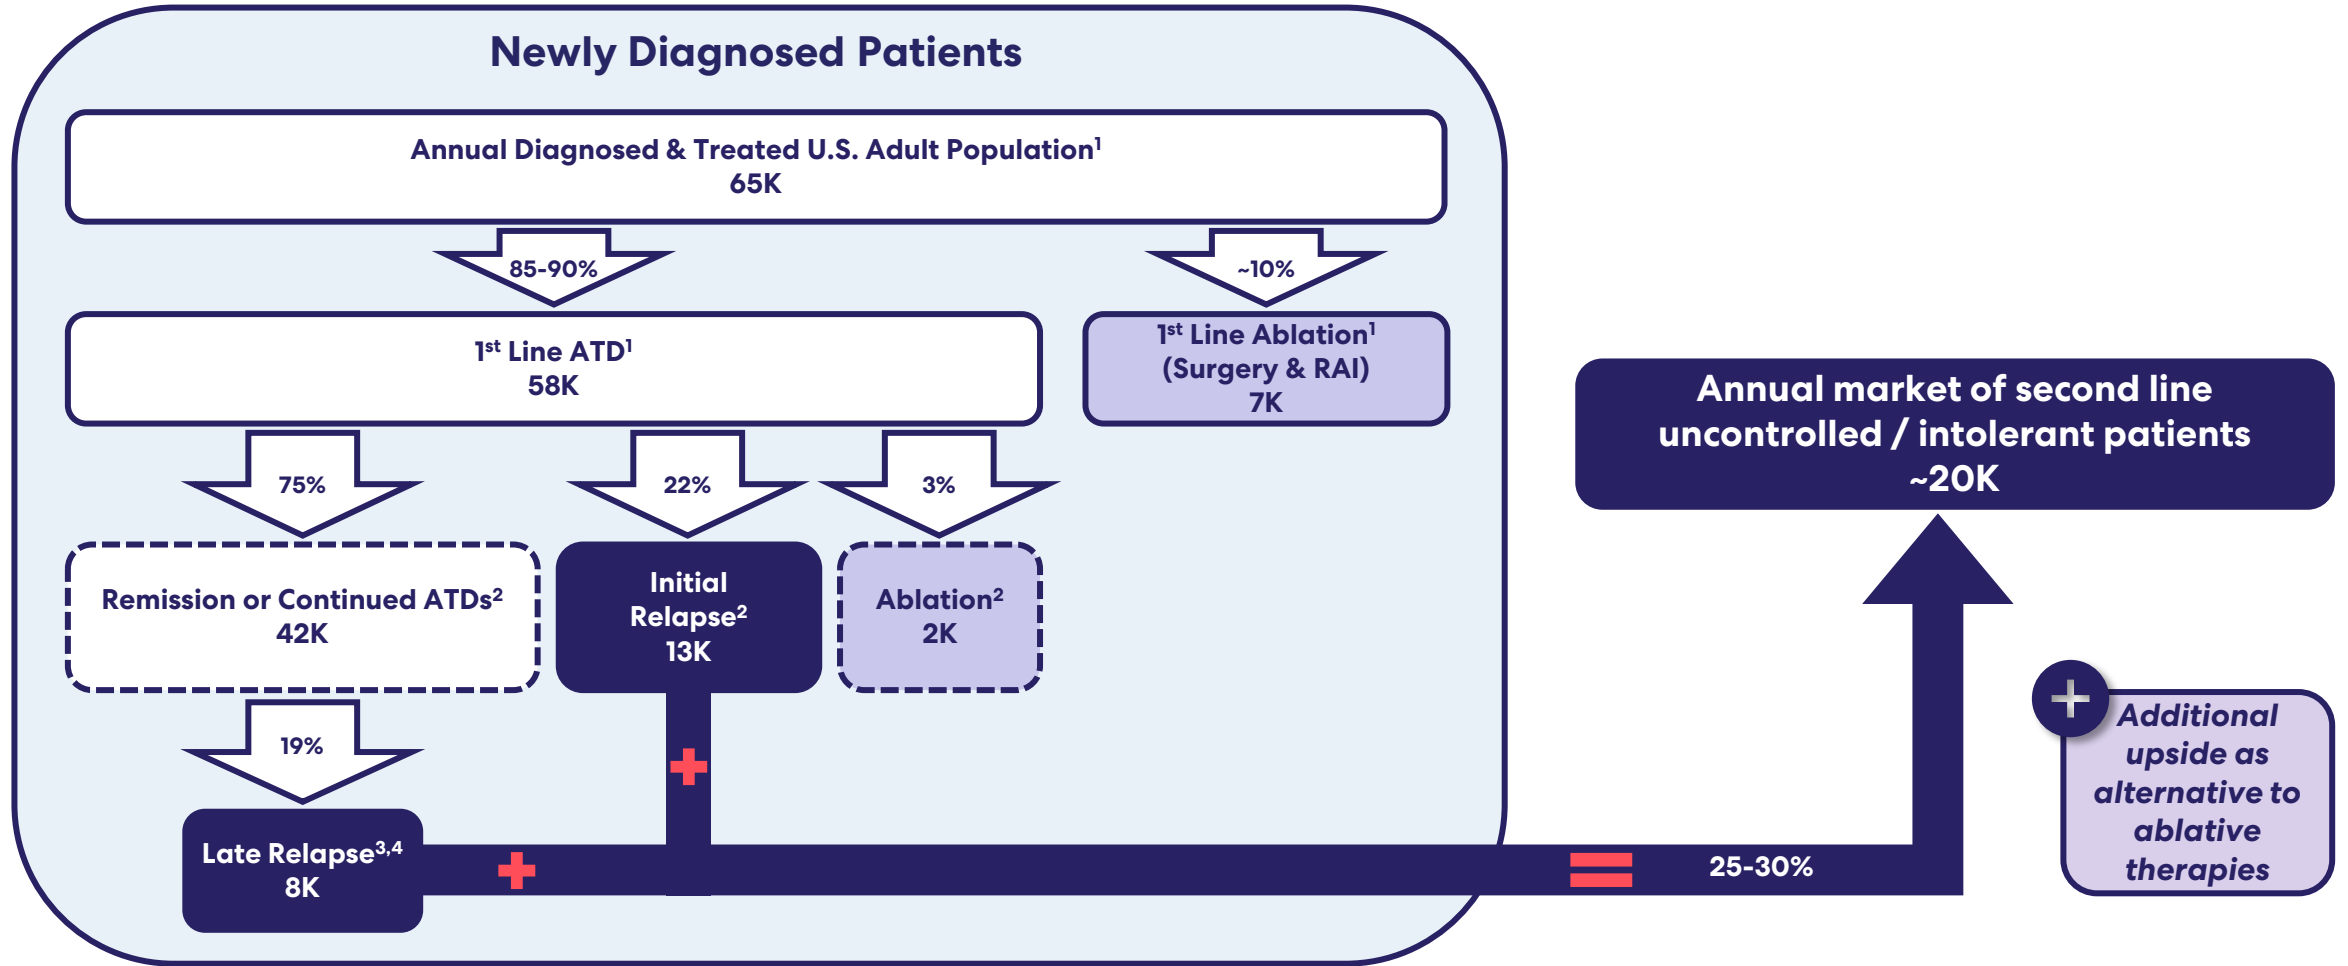 Newly Diagnosed Patients
Annual Diagnosed & Treated U.S. Adult Population¹
65K
85-90%
~10%
1ˢᵗ Line ATD¹
58K
1ˢᵗ Line Ablation¹
(Surgery & RAI)
7K
Annual market of second line
uncontrolled / intolerant patients
~20K
75%
22%
3%
Remission or Continued ATDs²
42K
Initial
Relapse²
13K
Ablation²
2K
19%
+
+
Additional
upside as
alternative to
ablative
therapies
Late Relapse³,⁴
8K
+
=
25-30%